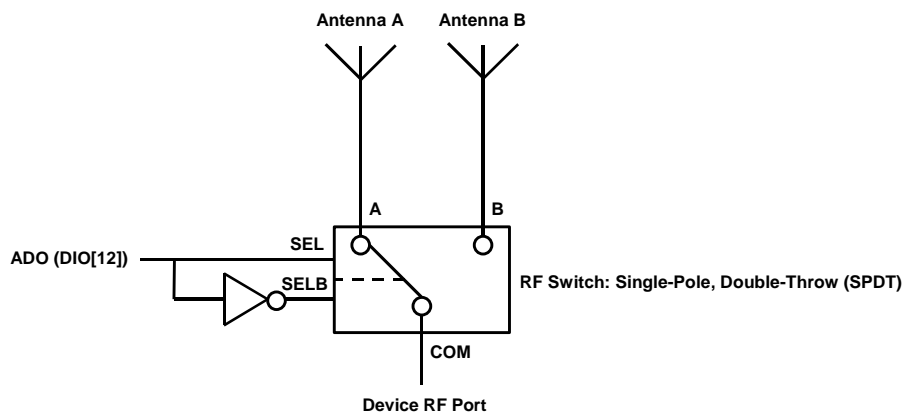 Antenna A
Antenna B
A
B
SEL
ADO (DIO[12])
SELB
RF Switch: Single-Pole, Double-Throw (SPDT)
COM
Device RF Port